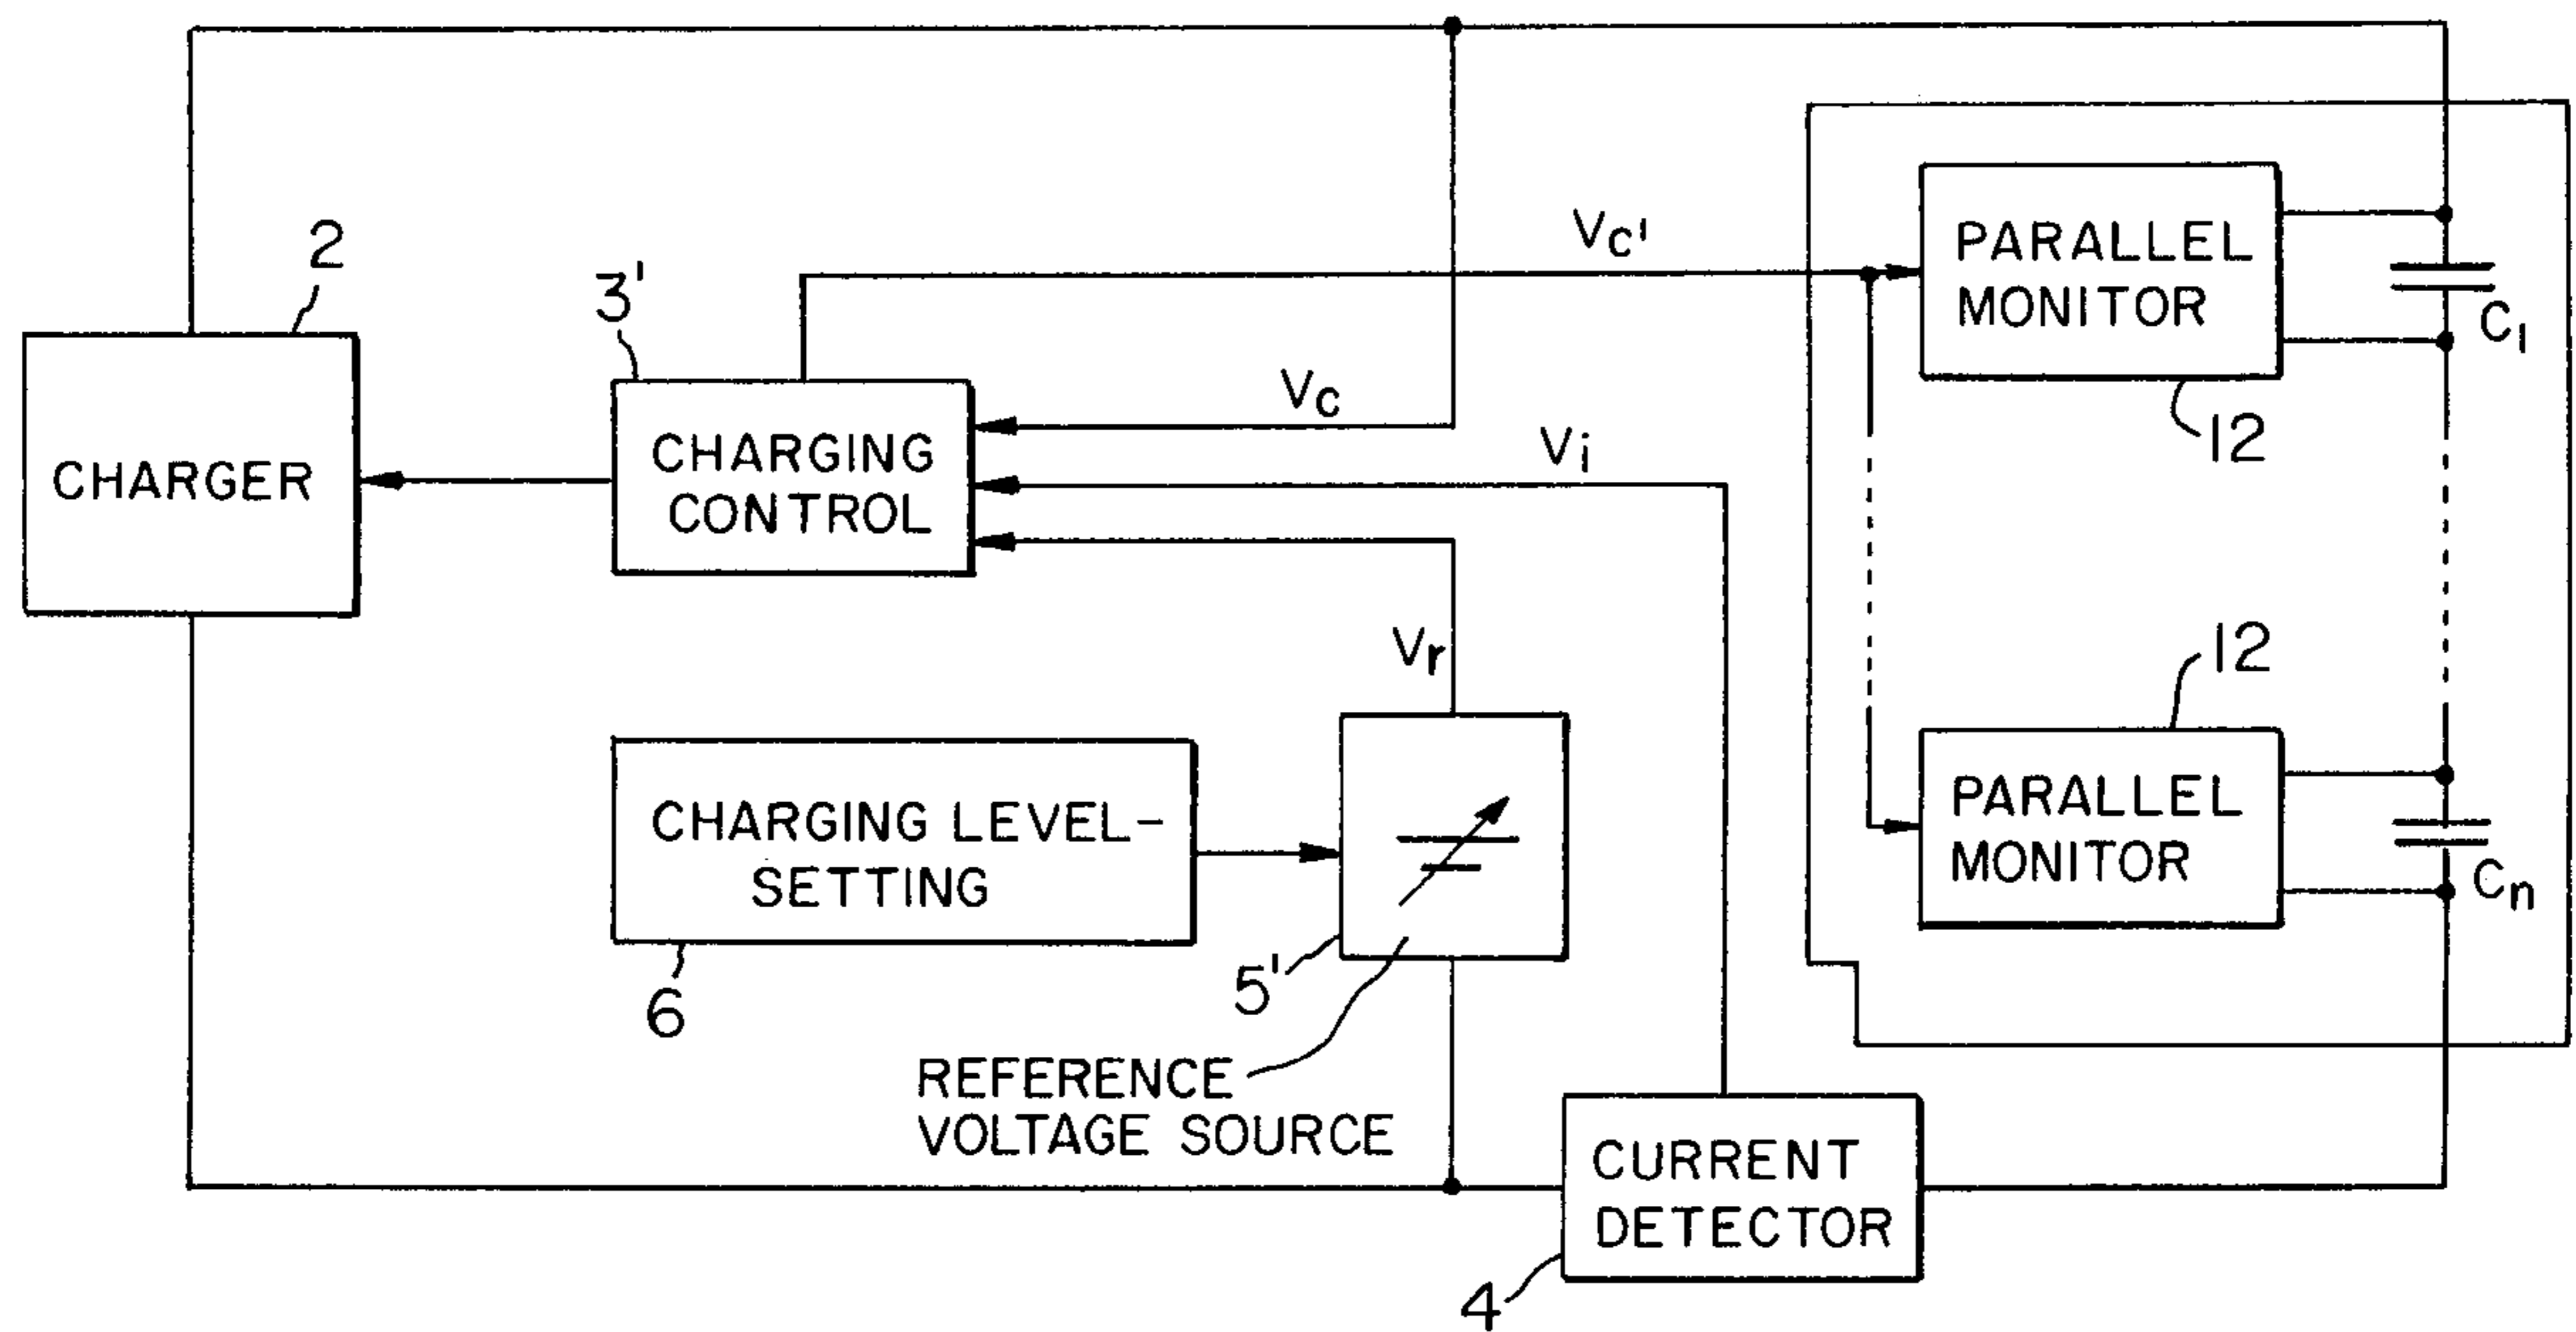 2
3'
Vc'
PARALLEL
MONITOR
C1
12
CHARGER
CHARGING
CONTROL
Vc
Vi
Vr
12
PARALLEL
MONITOR
Cn
CHARGING LEVEL-
SETTING
6
5'
REFERENCE
VOLTAGE SOURCE
CURRENT
DETECTOR
4